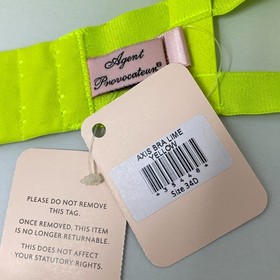 Agent
Provocateur®
AXIS BRA LIME
YELLOW
Size 34D
PLEASE DO NOT REMOVE
THIS TAG.
ONCE REMOVED, THIS ITEM
IS NO LONGER RETURNABLE.
THIS DOES NOT AFFECT
YOUR STATUTORY RIGHTS.